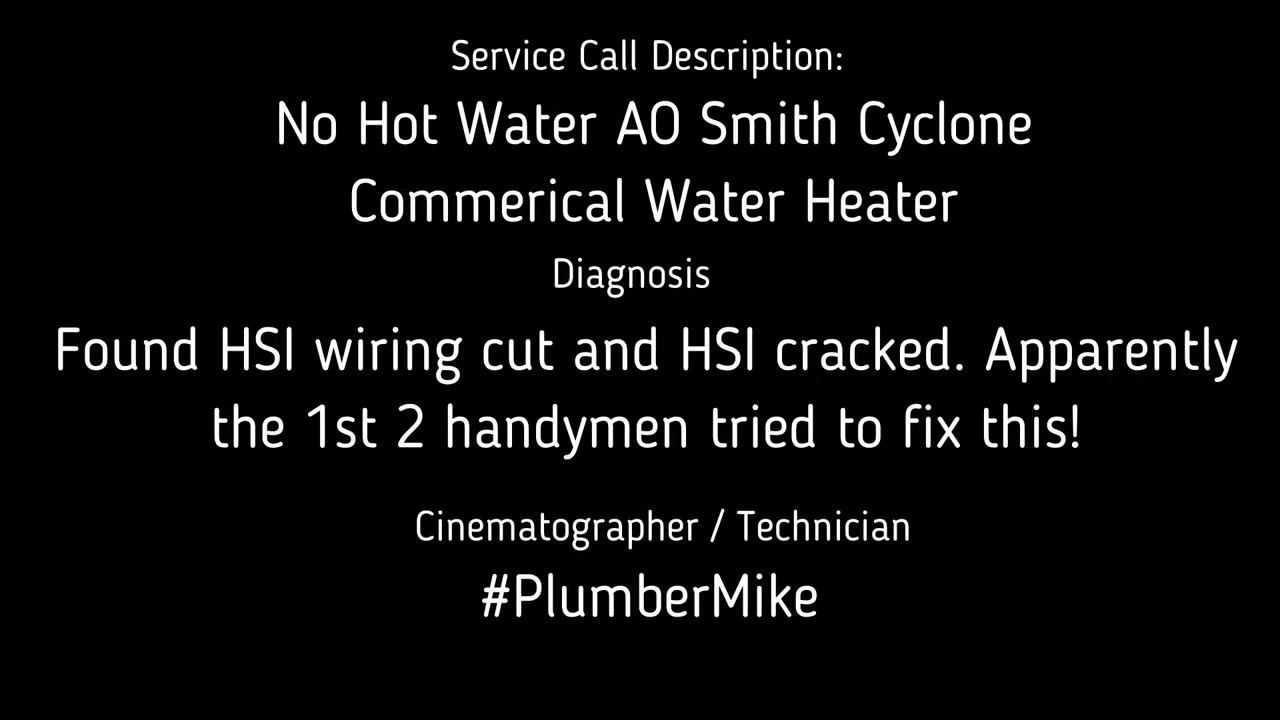 Service Call Description:
No Hot Water AO Smith Cyclone
Commerical Water Heater
Diagnosis
Found HSI wiring cut and HSI cracked. Apparently
the 1st 2 handymen tried to fix this!
Cinematographer / Technician
#PlumberMike